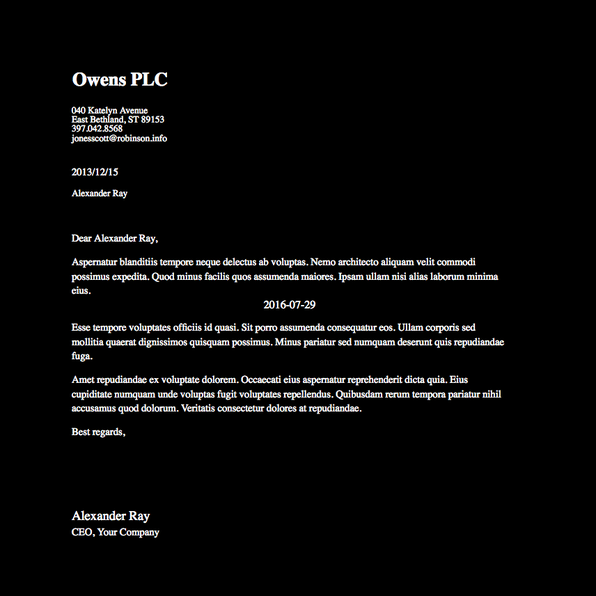 Owens PLC
040 Katelyn Avenue
East Bethland, ST 89153
397.042.8568
jonesscott@robinson.info
2013/12/15
Alexander Ray
Dear Alexander Ray,
Aspernatur blanditiis tempore neque delectus ab voluptas. Nemo architecto aliquam velit commodi
possimus expedita. Quod minus facilis quos assumenda maiores. Ipsam ullam nisi alias laborum minima
eius.
2016-07-29
Esse tempore voluptates officiis id quasi. Sit porro assumenda consequatur eos. Ullam corporis sed
mollitia quaerat dignissimos quisquam possimus. Minus pariatur sed numquam deserunt quis repudiandae
fuga.
Amet repudiandae ex voluptate dolorem. Occaecati eius aspernatur reprehenderit dicta quia. Eius
cupiditate numquam unde voluptas fugit voluptates repellendus. Quibusdam rerum tempora pariatur nihil
accusamus quod dolorum. Veritatis consectetur dolores at repudiandae.
Best regards,
Alexander Ray
CEO, Your Company